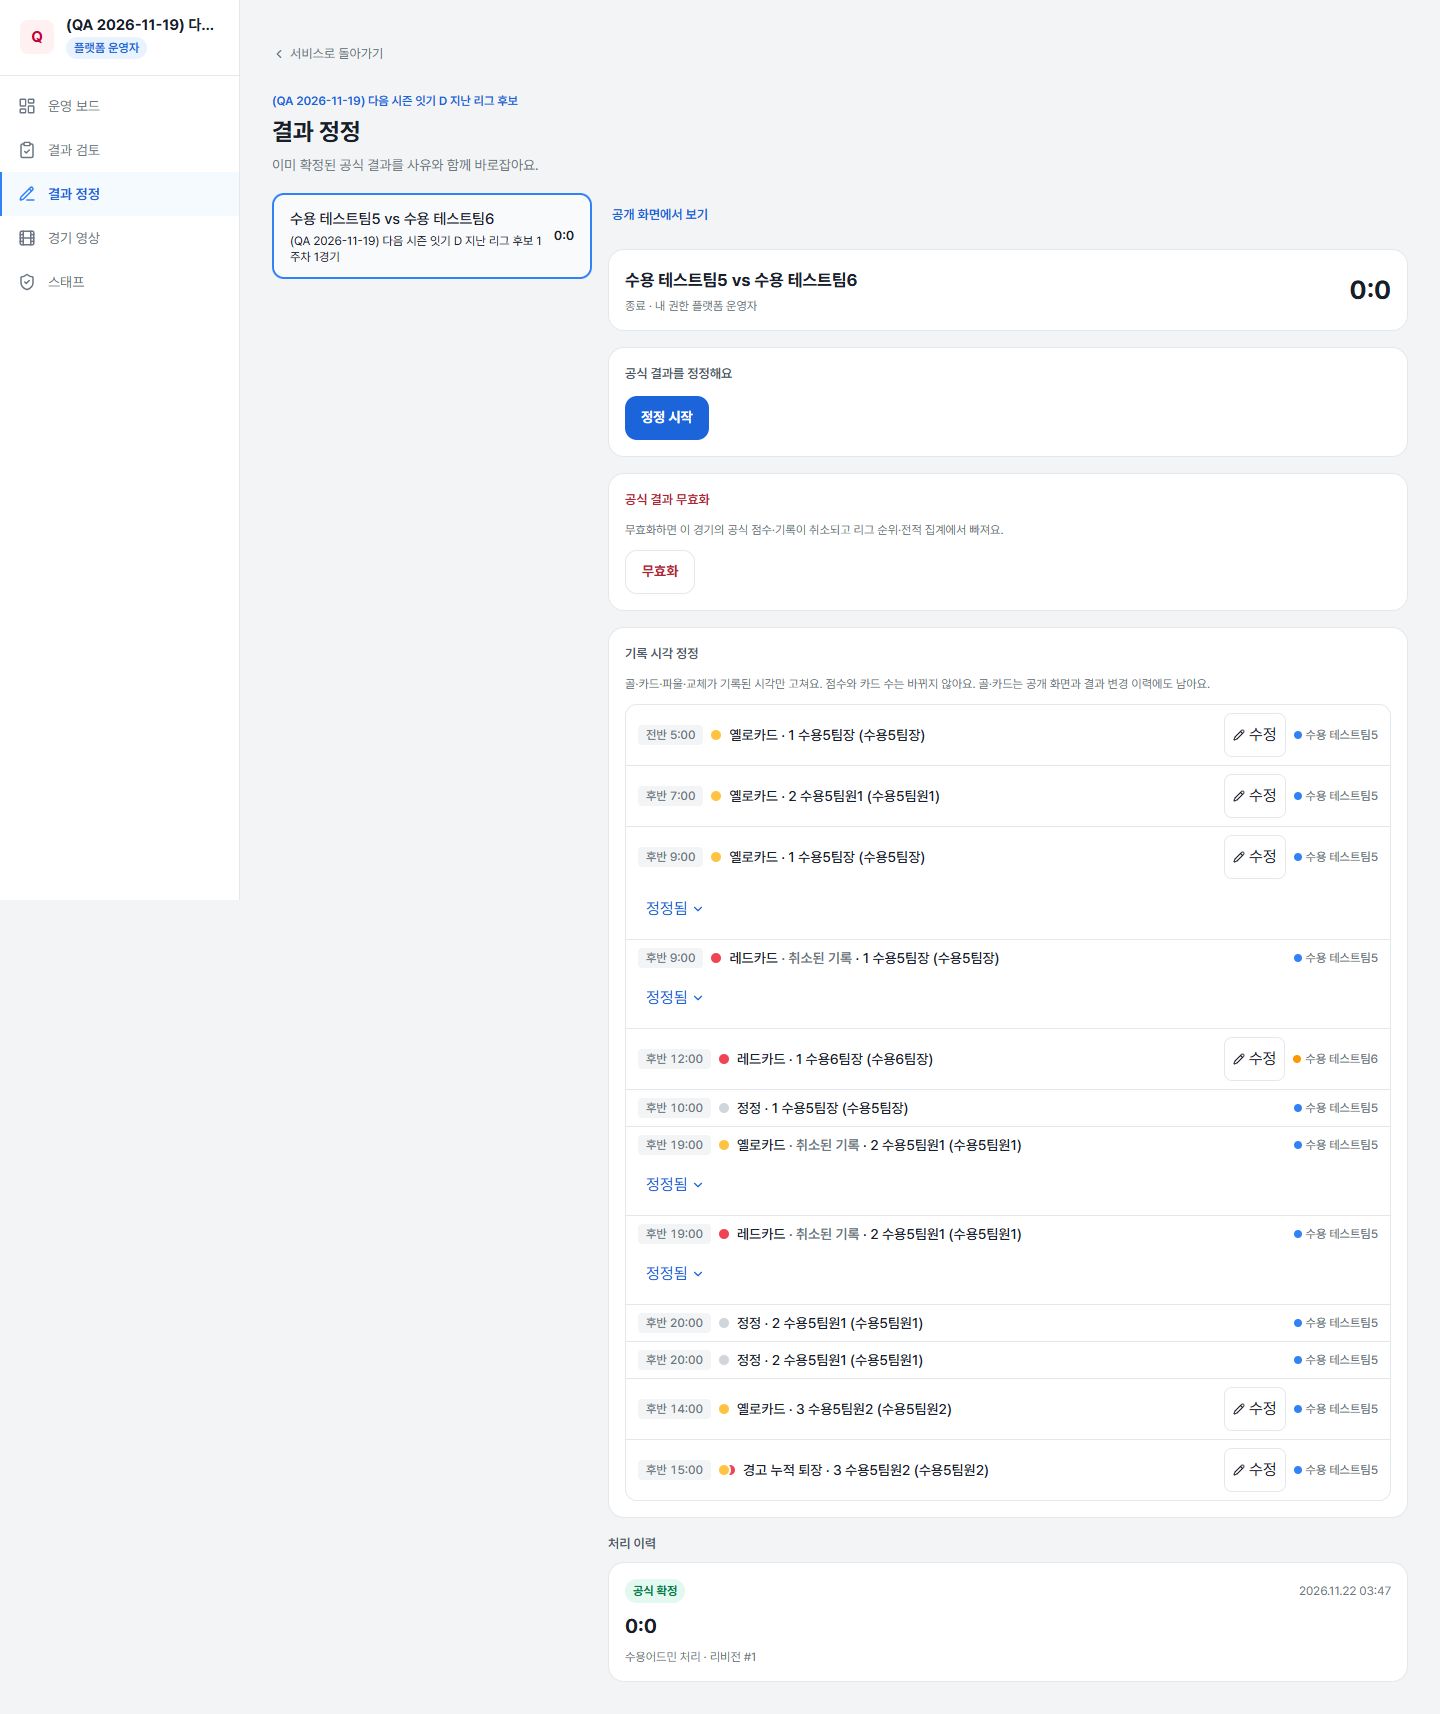 Q
(QA 2026-11-19) 다...
플랫폼 운영자
운영 보드
결과 검토
결과 정정
경기 영상
스태프
서비스로 돌아가기
(QA 2026-11-19) 다음 시즌 잇기 D 지난 리그 후보
결과 정정
이미 확정된 공식 결과를 사유와 함께 바로잡아요.
수용 테스트팀5 vs 수용 테스트팀6
(QA 2026-11-19) 다음 시즌 잇기 D 지난 리그 후보 1
주차 1경기
0:0
공개 화면에서 보기
수용 테스트팀5 vs 수용 테스트팀6
종료 · 내 권한 플랫폼 운영자
0:0
공식 결과를 정정해요
정정 시작
공식 결과 무효화
무효화하면 이 경기의 공식 점수·기록이 취소되고 리그 순위·전적 집계에서 빠져요.
무효화
기록 시각 정정
골·카드·파울·교체가 기록된 시각만 고쳐요. 점수와 카드 수는 바뀌지 않아요. 골·카드는 공개 화면과 결과 변경 이력에도 남아요.
전반 5:00 옐로카드 · 1 수용5팀장 (수용5팀장) 수정 수용 테스트팀5
후반 7:00 옐로카드 · 2 수용5팀원1 (수용5팀원1) 수정 수용 테스트팀5
후반 9:00 옐로카드 · 1 수용5팀장 (수용5팀장) 수정 수용 테스트팀5
정정됨
후반 9:00 레드카드 · 취소된 기록 · 1 수용5팀장 (수용5팀장) 수용 테스트팀5
정정됨
후반 12:00 레드카드 · 1 수용6팀장 (수용6팀장) 수정 수용 테스트팀6
후반 10:00 정정 · 1 수용5팀장 (수용5팀장) 수용 테스트팀5
후반 19:00 옐로카드 · 취소된 기록 · 2 수용5팀원1 (수용5팀원1) 수용 테스트팀5
정정됨
후반 19:00 레드카드 · 취소된 기록 · 2 수용5팀원1 (수용5팀원1) 수용 테스트팀5
정정됨
후반 20:00 정정 · 2 수용5팀원1 (수용5팀원1) 수용 테스트팀5
후반 20:00 정정 · 2 수용5팀원1 (수용5팀원1) 수용 테스트팀5
후반 14:00 옐로카드 · 3 수용5팀원2 (수용5팀원2) 수정 수용 테스트팀5
후반 15:00 경고 누적 퇴장 · 3 수용5팀원2 (수용5팀원2) 수정 수용 테스트팀5
처리 이력
공식 확정
2026.11.22 03:47
0:0
수용어드민 처리 · 리비전 #1